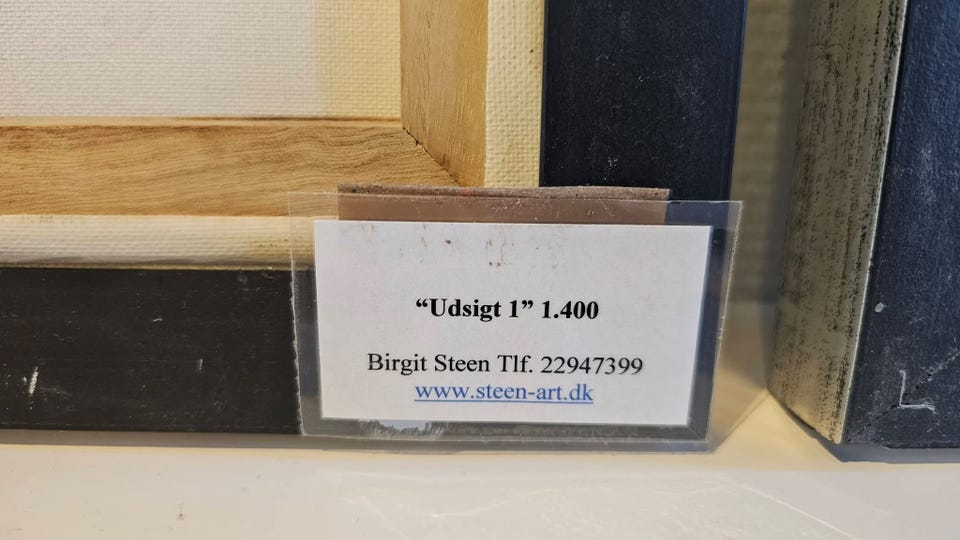 “Udsigt 1” 1.400
Birgit Steen Tlf. 22947399
www.steen-art.dk